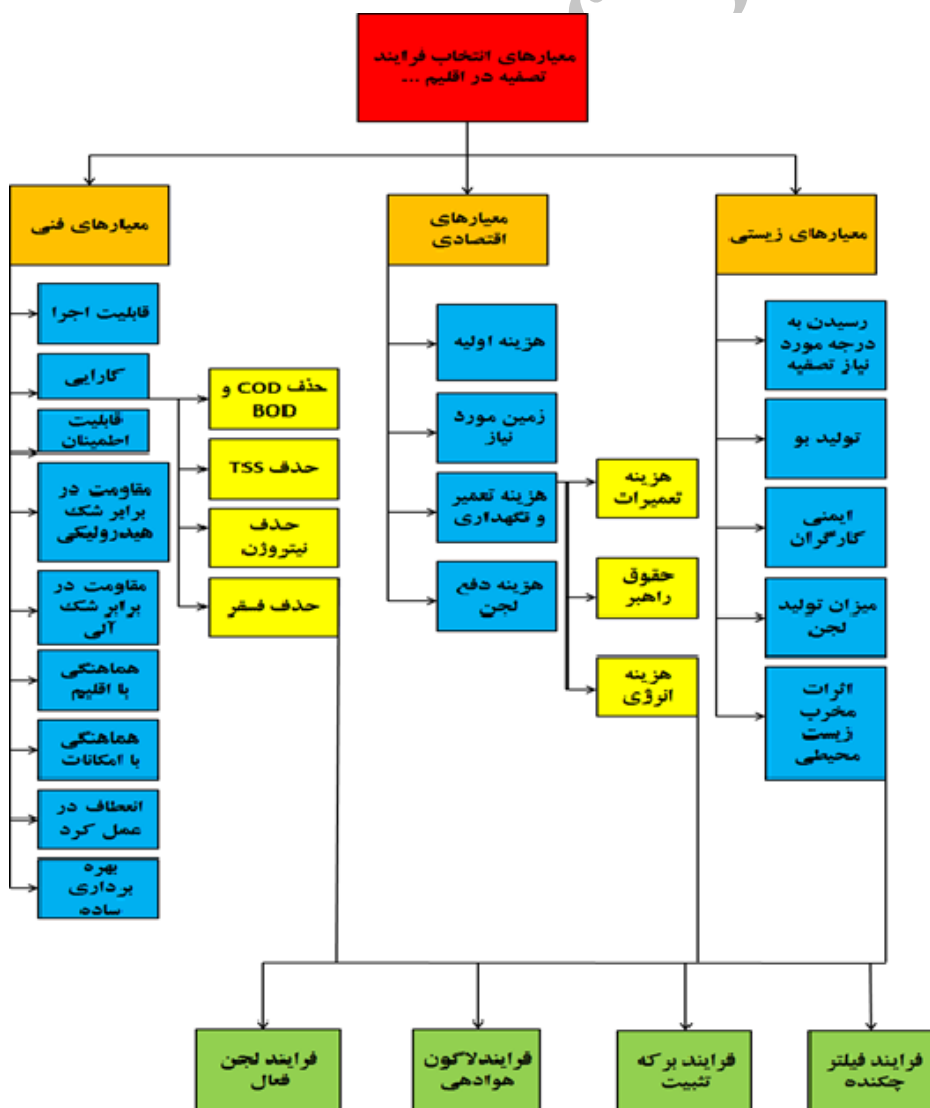 معیارهای انتخاب فرایند
تصفیه در اقلیم ...
معیارهای زیستی
معیارهای
اقتصادی
معیارهای فنی
رسیدن به
درجه مورد
نیاز تصفیه
تولید بو
ایمنی
کارگران
میزان تولید
لجن
اثرات
مخرب
زیست
محیطی
هزینه اولیه
زمین مورد
نیاز
هزینه تعمیر
و نگهداری
هزینه دفع
لجن
هزینه
تعمیرات
حقوق
راهبر
هزینه
انرژی
قابلیت اجرا
کارایی
قابلیت
اطمینان
مقاومت در
برابر شک
هیدرولیکی
مقاومت در
برابر شک
آلی
هماهنگی
با اقلیم
هماهنگی
با امکانات
انعطاف در
عمل کرد
بهره
برداری
ساده
حذف COD و
BOD
حذف TSS
حذف
نیتروژن
حذف فسفر
فرایند فیلتر
چکنده
فرایند برکه
تثبیت
فرایند لاگون
هوادهی
فرایند لجن
فعال